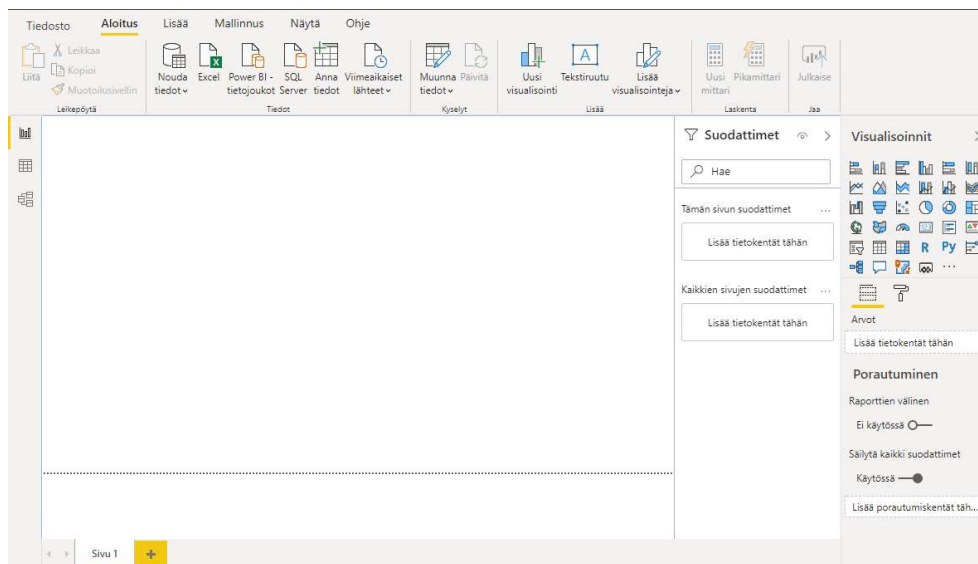 Tiedosto Aloitus Lisää Mallinnus Näytä Ohje
Liitä
Leikkaa
Kopioi
Muotoilusivellin
Leikepöytä
Nouda tiedot
Excel
Power BI - tietojoukot
SQL Server
Anna tiedot
Viimeaikaiset lähteet
Tiedot
Muunna tiedot
Päivitä
Kyselyt
Uusi visualisointi
Tekstiruutu
Lisää visualisointeja
Lisää
Uusi mittari
Pikamittari
Laskenta
Julkaise
Jaa
Suodattimet
Hae
Tämän sivun suodattimet ...
Lisää tietokentät tähän
Kaikkien sivujen suodattimet ...
Lisää tietokentät tähän
Visualisoinnit
R Py
...
Arvot
Lisää tietokentät tähän
Porautuminen
Raporttien välinen
Ei käytössä
Säilytä kaikki suodattimet
Käytössä
Lisää porautumiskentät täh...
Sivu 1